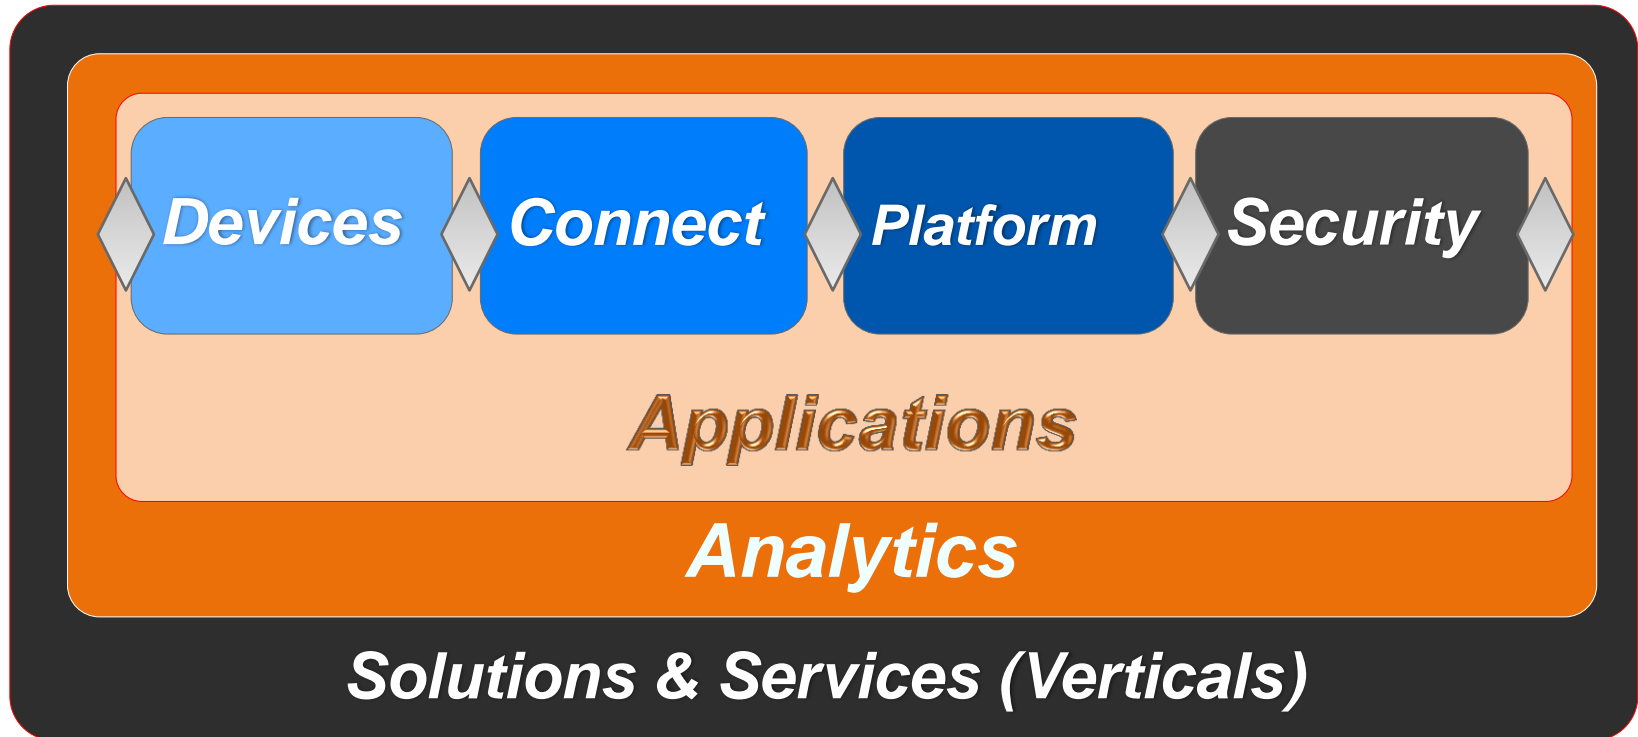 Devices Connect Platform Security
Applications
Analytics
Solutions & Services (Verticals)